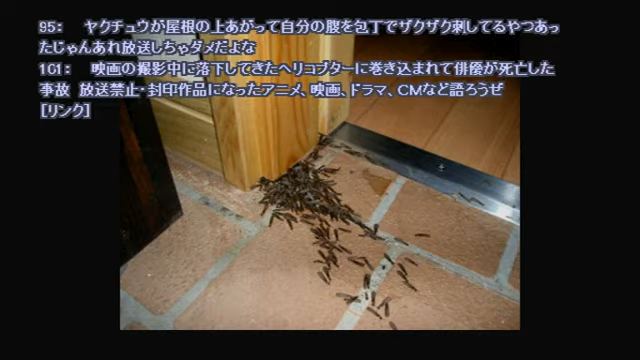 95:　ヤクチュウが屋根の上あがって自分の腹を包丁でザクザク刺してるやつあっ
たじゃんあれ放送しちゃダメだよな
161:　映画の撮影中に落下してきたヘリコプターに巻き込まれて俳優が死亡した
事故 放送禁止・封印作品になったアニメ、映画、ドラマ、CMなど語ろうぜ
[リンク]